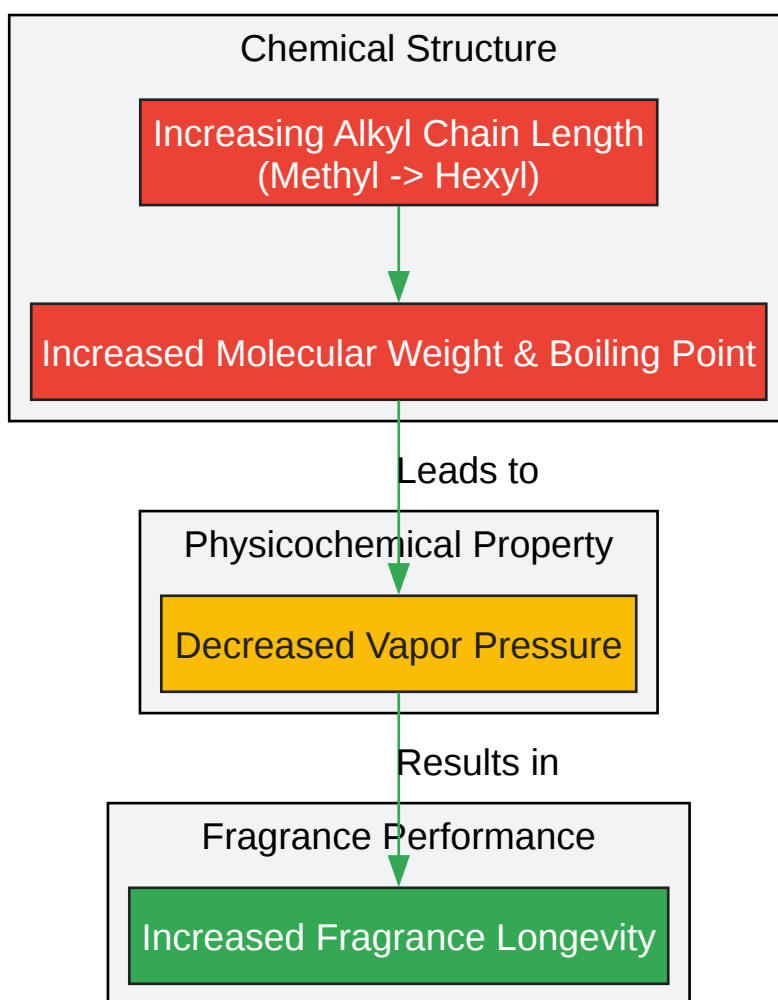 Chemical Structure
Increasing Alkyl Chain Length
(Methyl -> Hexyl)
Increased Molecular Weight & Boiling Point
Leads to
Physicochemical Property
Decreased Vapor Pressure
Results in
Fragrance Performance
Increased Fragrance Longevity